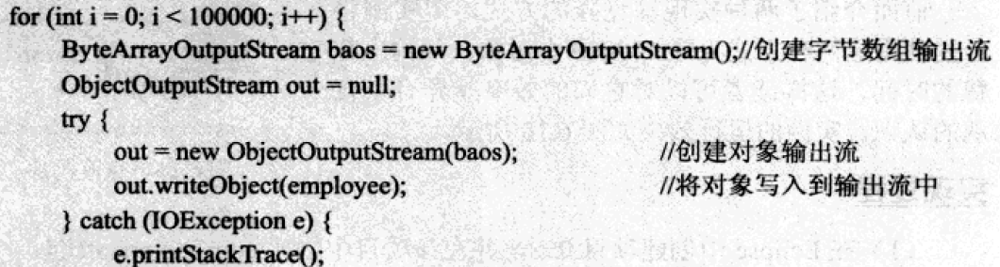 for (int i = 0; i < 100000; i++) {
ByteArrayOutputStream baos = new ByteArrayOutputStream();//创建字节数组输出流
ObjectOutputStream out = null;
try {
out = new ObjectOutputStream(baos); //创建对象输出流
out.writeObject(employee); //将对象写入到输出流中
} catch (IOException e) {
e.printStackTrace();